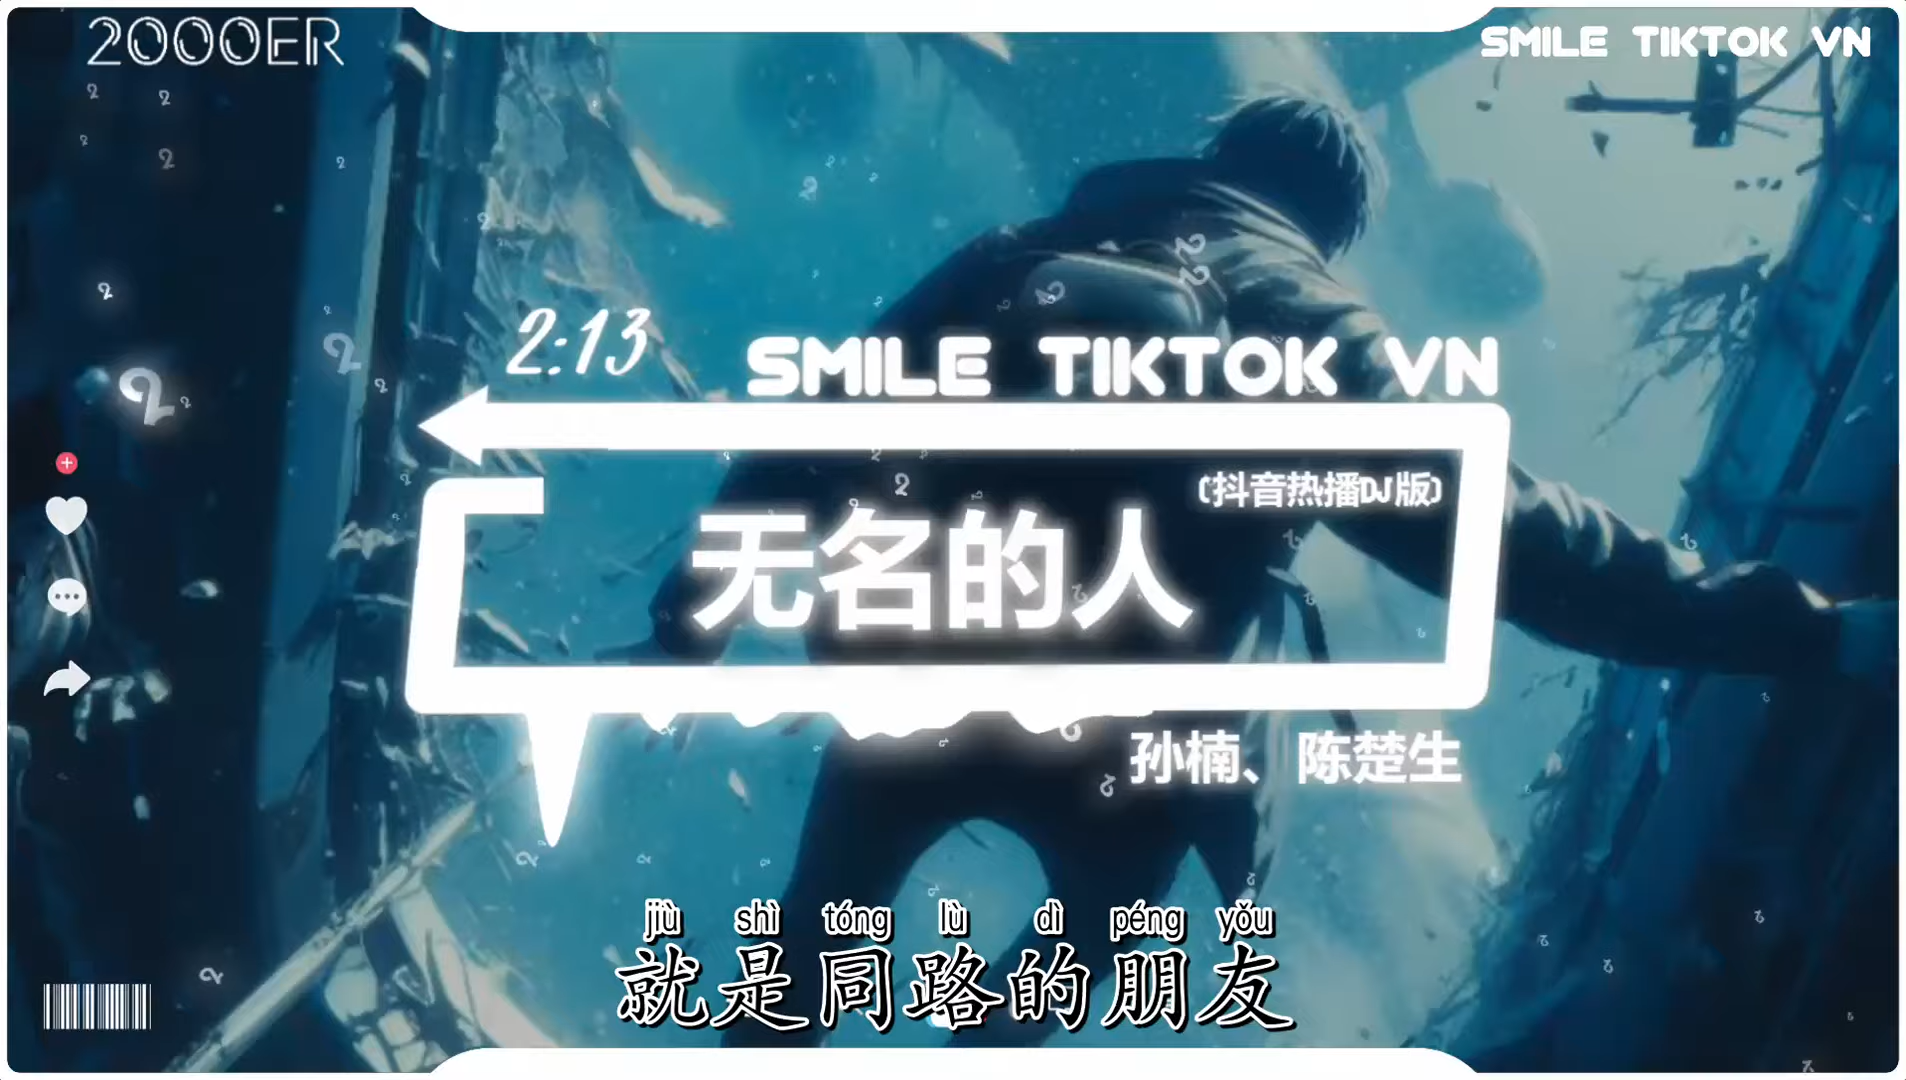 2000ER
SMILE TIKTOK VN
2:13
SMILE TIKTOK VN
(抖音热播DJ版)
无名的人
孙楠、陈楚生
jiù shì tóng lù dì péng yǒu
就是同路的朋友